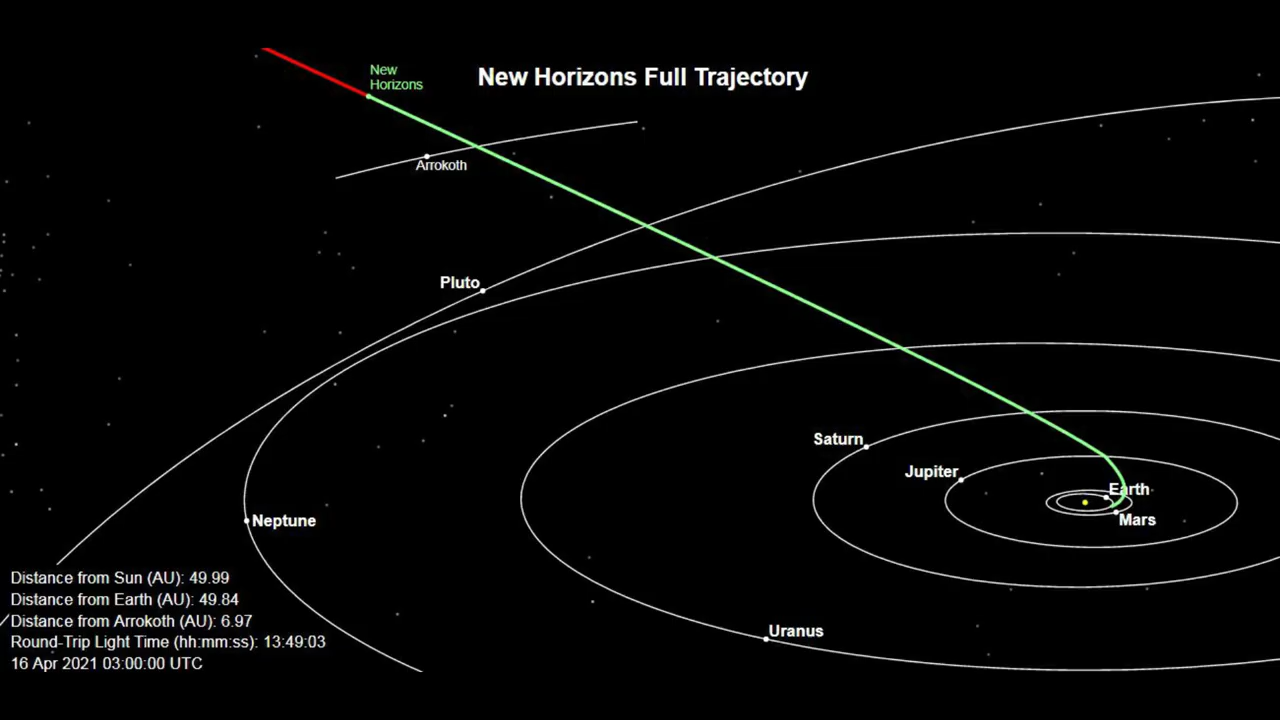 New
Horizons
New Horizons Full Trajectory
Arrokoth
Pluto
Saturn
Jupiter
Earth
Mars
Neptune
Uranus
Distance from Sun (AU): 49.99
Distance from Earth (AU): 49.84
Distance from Arrokoth (AU): 6.97
Round-Trip Light Time (hh:mm:ss): 13:49:03
16 Apr 2021 03:00:00 UTC